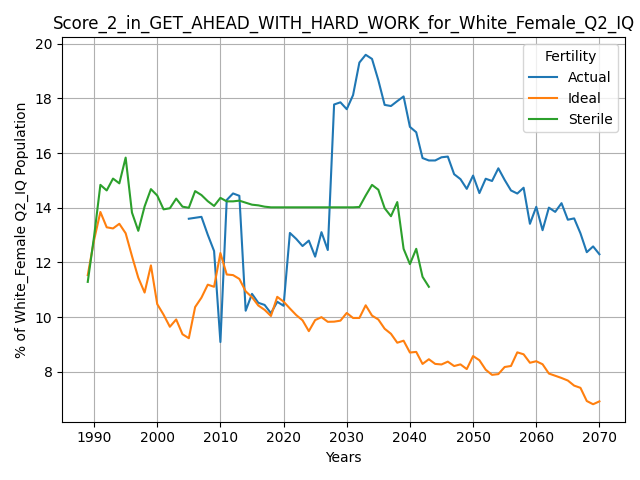 Score_2_in_GET_AHEAD_WITH_HARD_WORK_for_White_Female_Q2_IQ
Fertility
Actual
Ideal
Sterile
% of White_Female Q2_IQ Population
20
18
16
14
12
10
8
1990 2000 2010 2020 2030 2040 2050 2060 2070
Years